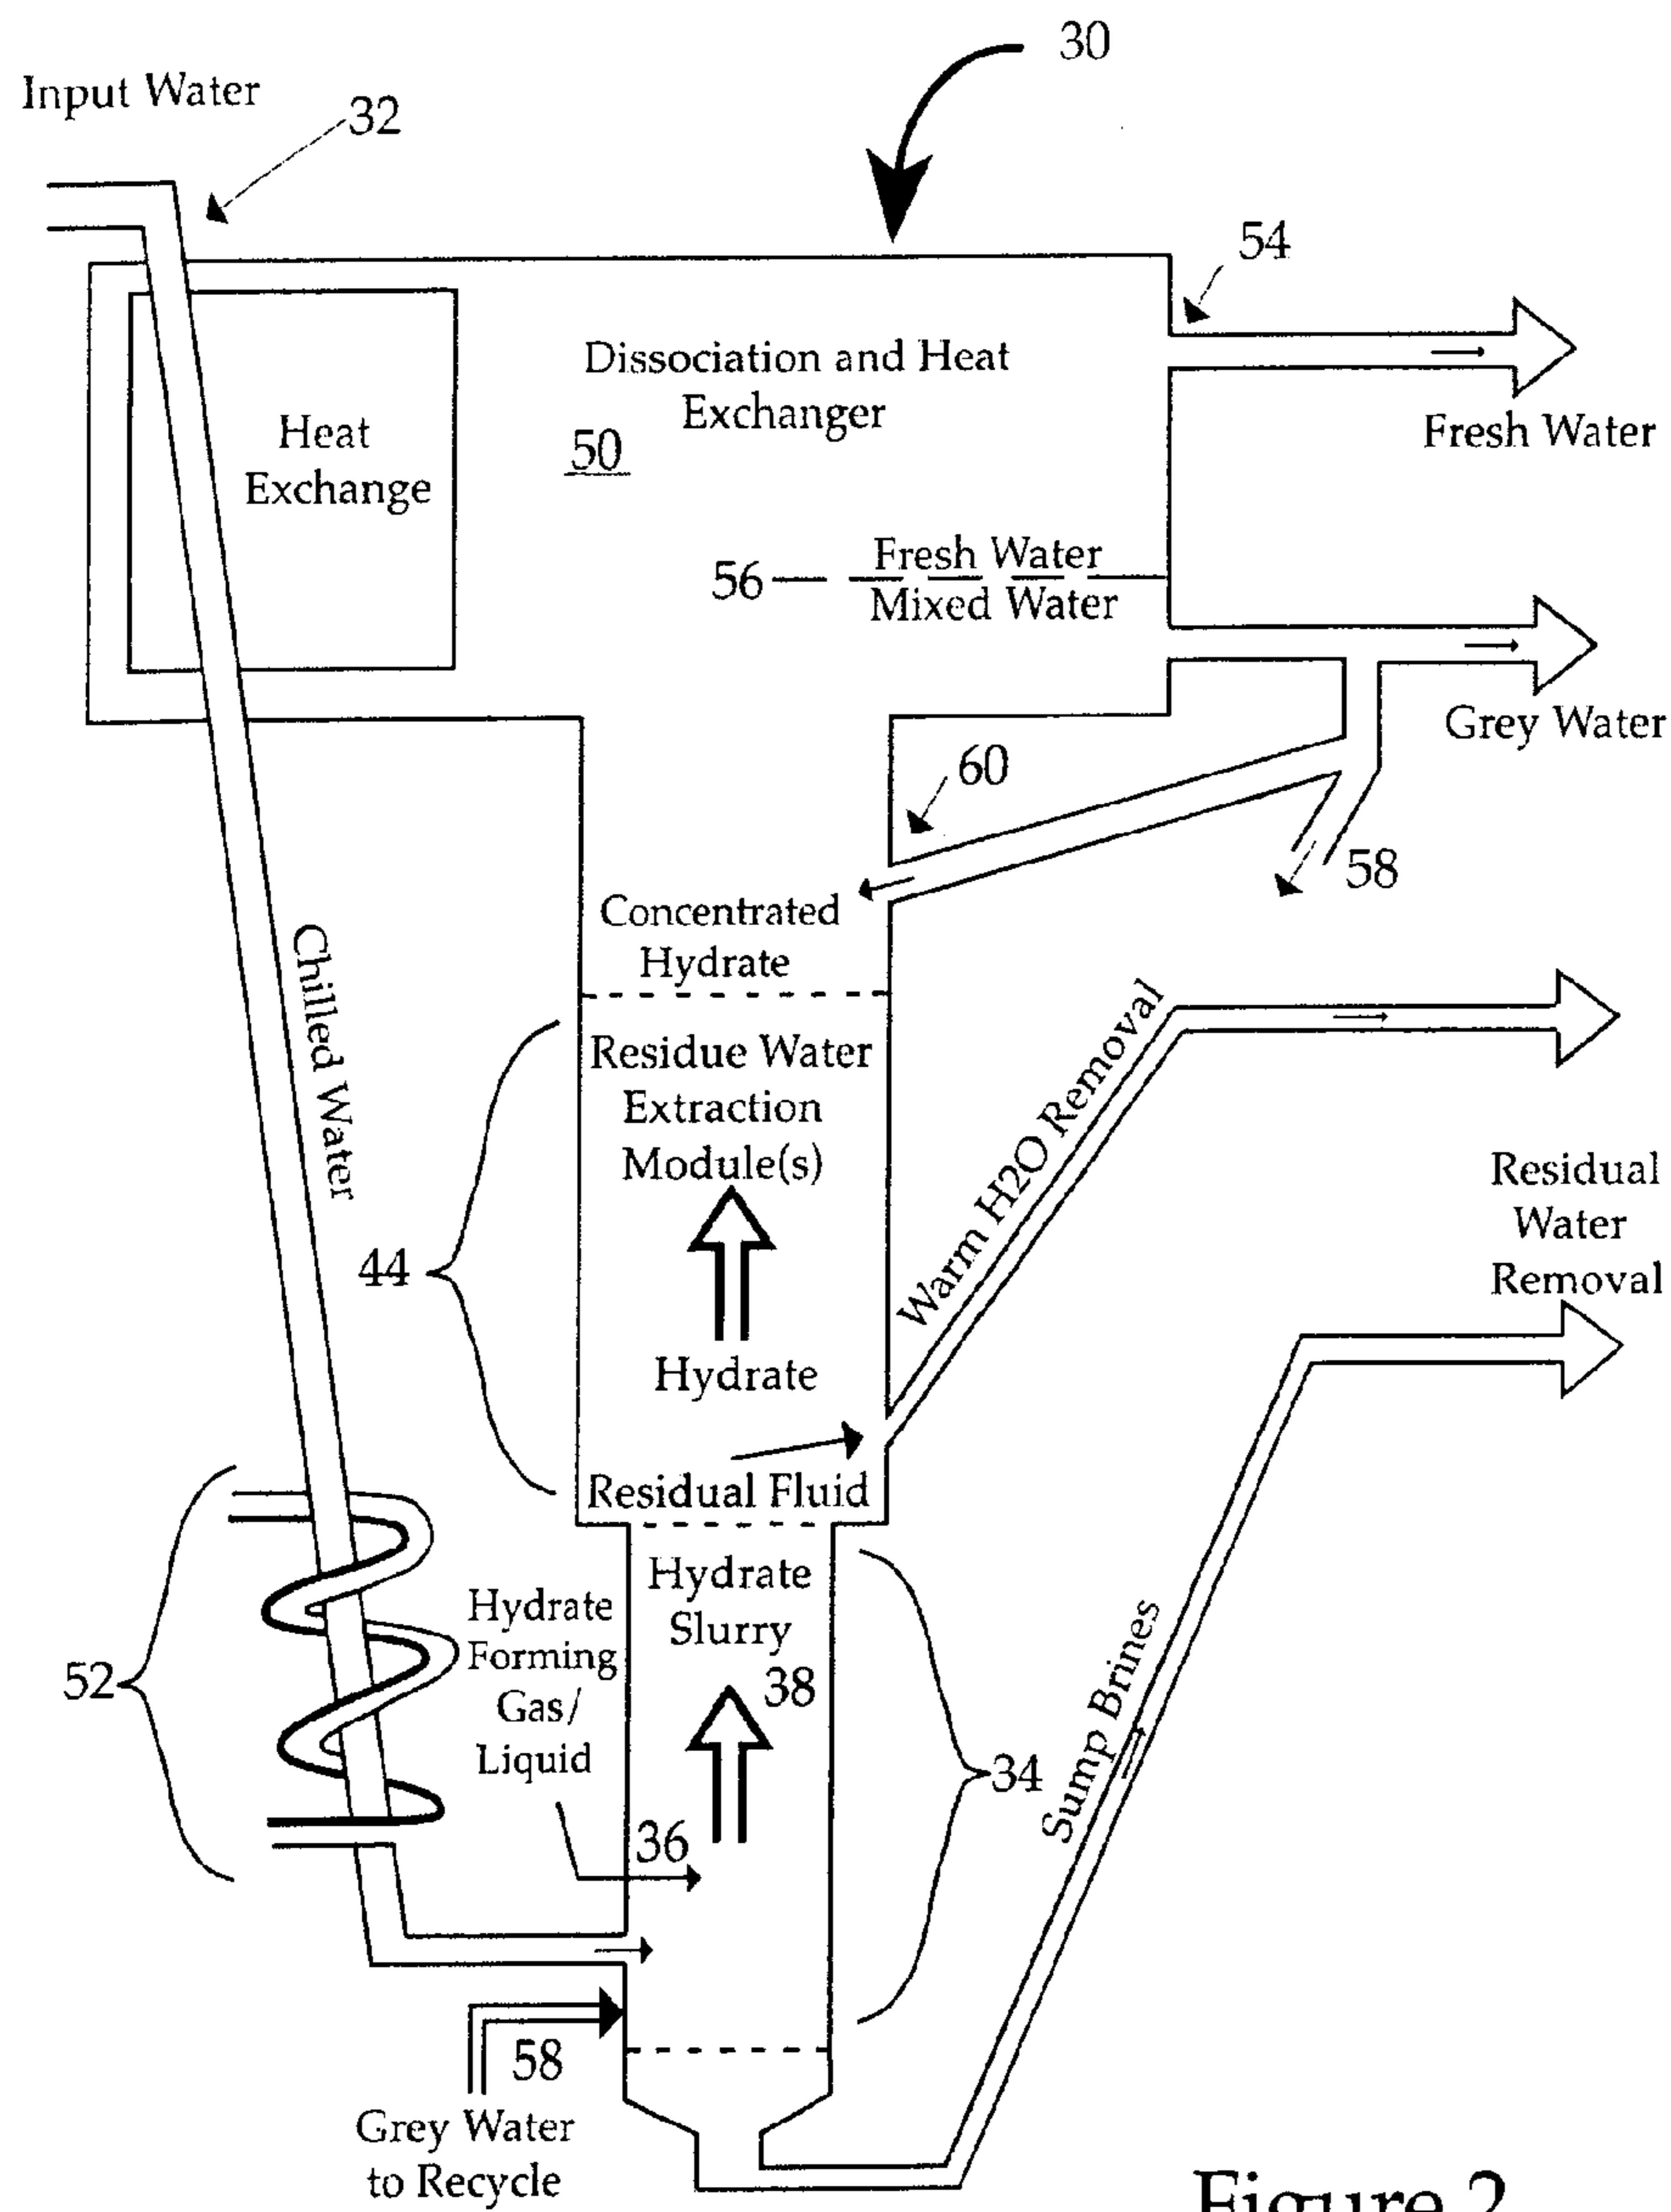 30
Input Water
32
54
Dissociation and Heat
Exchanger
50
Heat
Exchange
Fresh Water
56
Fresh Water
Mixed Water
Grey Water
60
58
Concentrated
Hydrate
Chilled Water
Residue Water
Extraction
Module(s)
Warm H2O Removal
44
Residual
Water
Removal
Hydrate
Residual Fluid
Hydrate
Slurry
38
Hydrate
Forming
Gas/
Liquid
52
34
Sump Brines
36
58
Grey Water
to Recycle
Figure 2